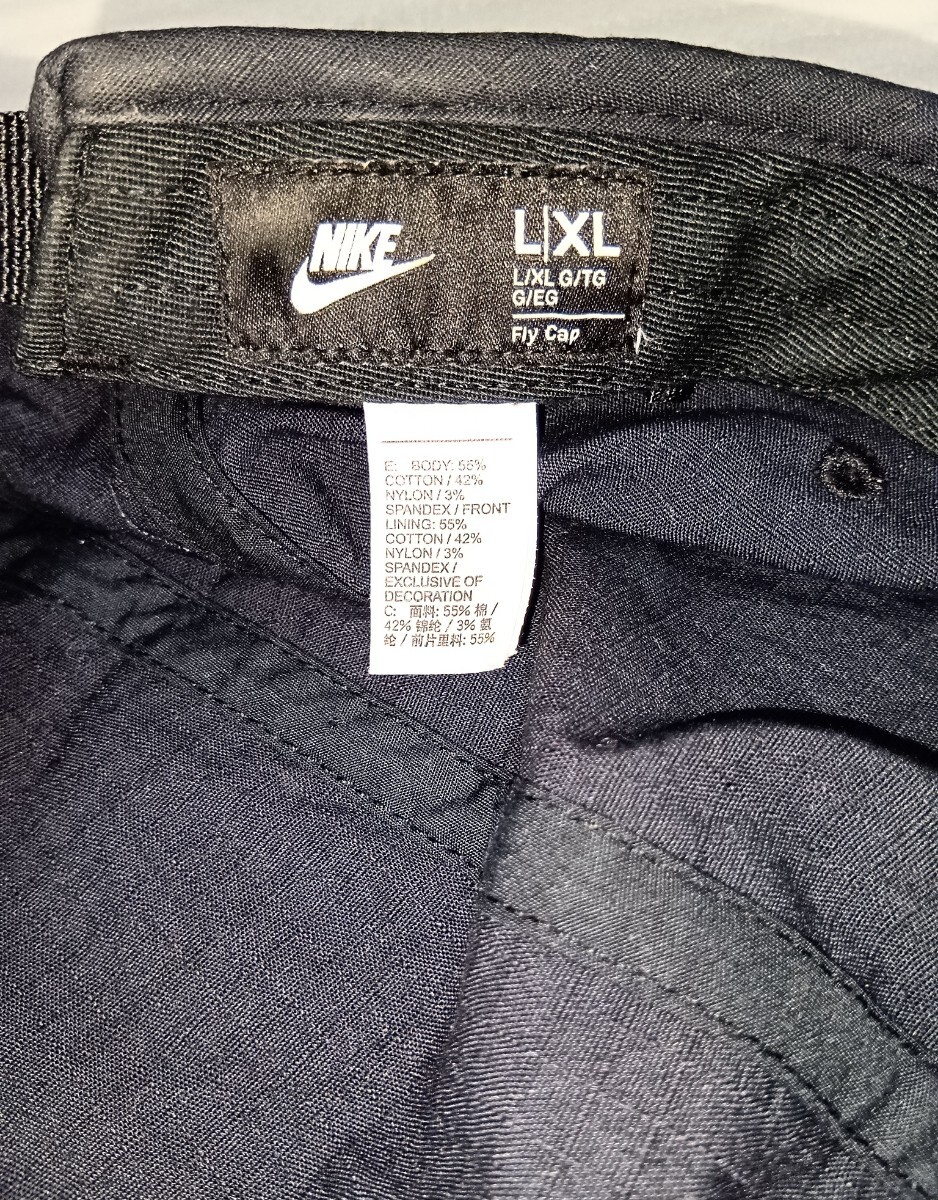 NIKE
L|XL
L/XL G/TG
G/EG
Fly Cap
E: BODY: 55%
COTTON / 42%
NYLON / 3%
SPANDEX / FRONT
LINING: 55%
COTTON / 42%
NYLON / 3%
SPANDEX /
EXCLUSIVE OF
DECORATION
C: 面料: 55% 棉 /
42% 锦纶 / 3% 氨
纶 / 前片里料: 55%